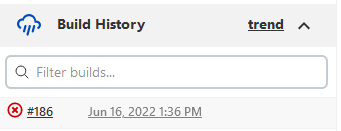 Build History trend
Filter builds...
#186 Jun 16, 2022 1:36 PM